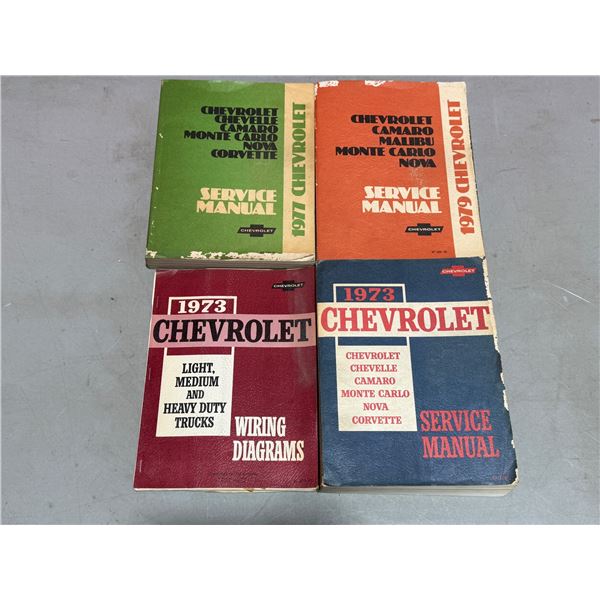 CHEVROLET
CHEVELLE
CAMARO
MONTE CARLO
NOVA
CORVETTE
SERVICE
MANUAL
CHEVROLET
1977 CHEVROLET
CHEVROLET
CAMARO
MALIBU
MONTE CARLO
NOVA
SERVICE
MANUAL
CHEVROLET
1979 CHEVROLET
CHEVROLET
1973
CHEVROLET
LIGHT,
MEDIUM
AND
HEAVY DUTY
TRUCKS
WIRING
DIAGRAMS
CHEVROLET
1973
CHEVROLET
CHEVROLET
CHEVELLE
CAMARO
MONTE CARLO
NOVA
CORVETTE
SERVICE
MANUAL